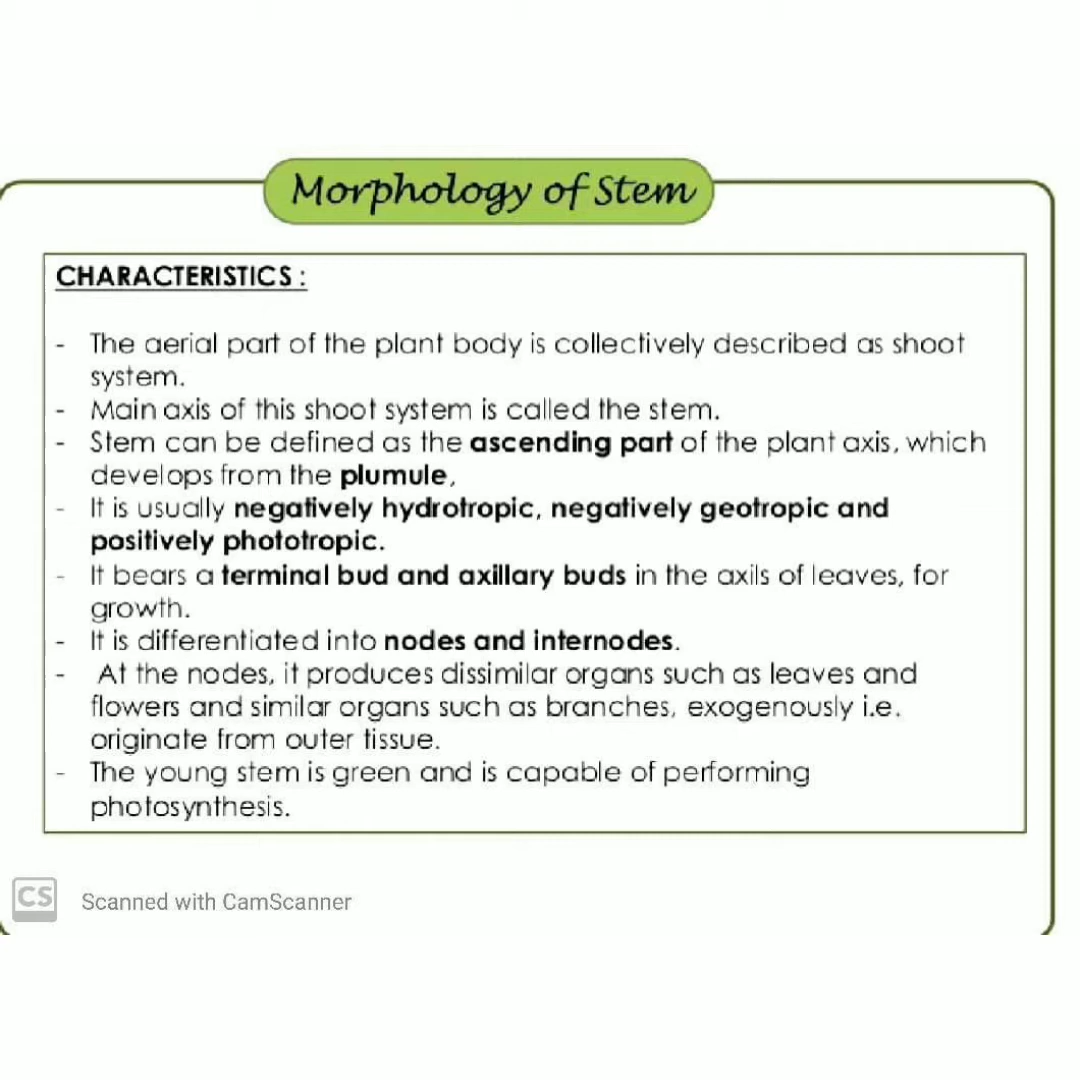 Morphology of Stem
CHARACTERISTICS :
- The aerial part of the plant body is collectively described as shoot
system.
- Main axis of this shoot system is called the stem.
- Stem can be defined as the ascending part of the plant axis, which
develops from the plumule,
- It is usually negatively hydrotropic, negatively geotropic and
positively phototropic.
- It bears a terminal bud and axillary buds in the axils of leaves, for
growth.
- It is differentiated into nodes and internodes.
- At the nodes, it produces dissimilar organs such as leaves and
flowers and similar organs such as branches, exogenously i.e.
originate from outer tissue.
- The young stem is green and is capable of performing
photosynthesis.
CS Scanned with CamScanner